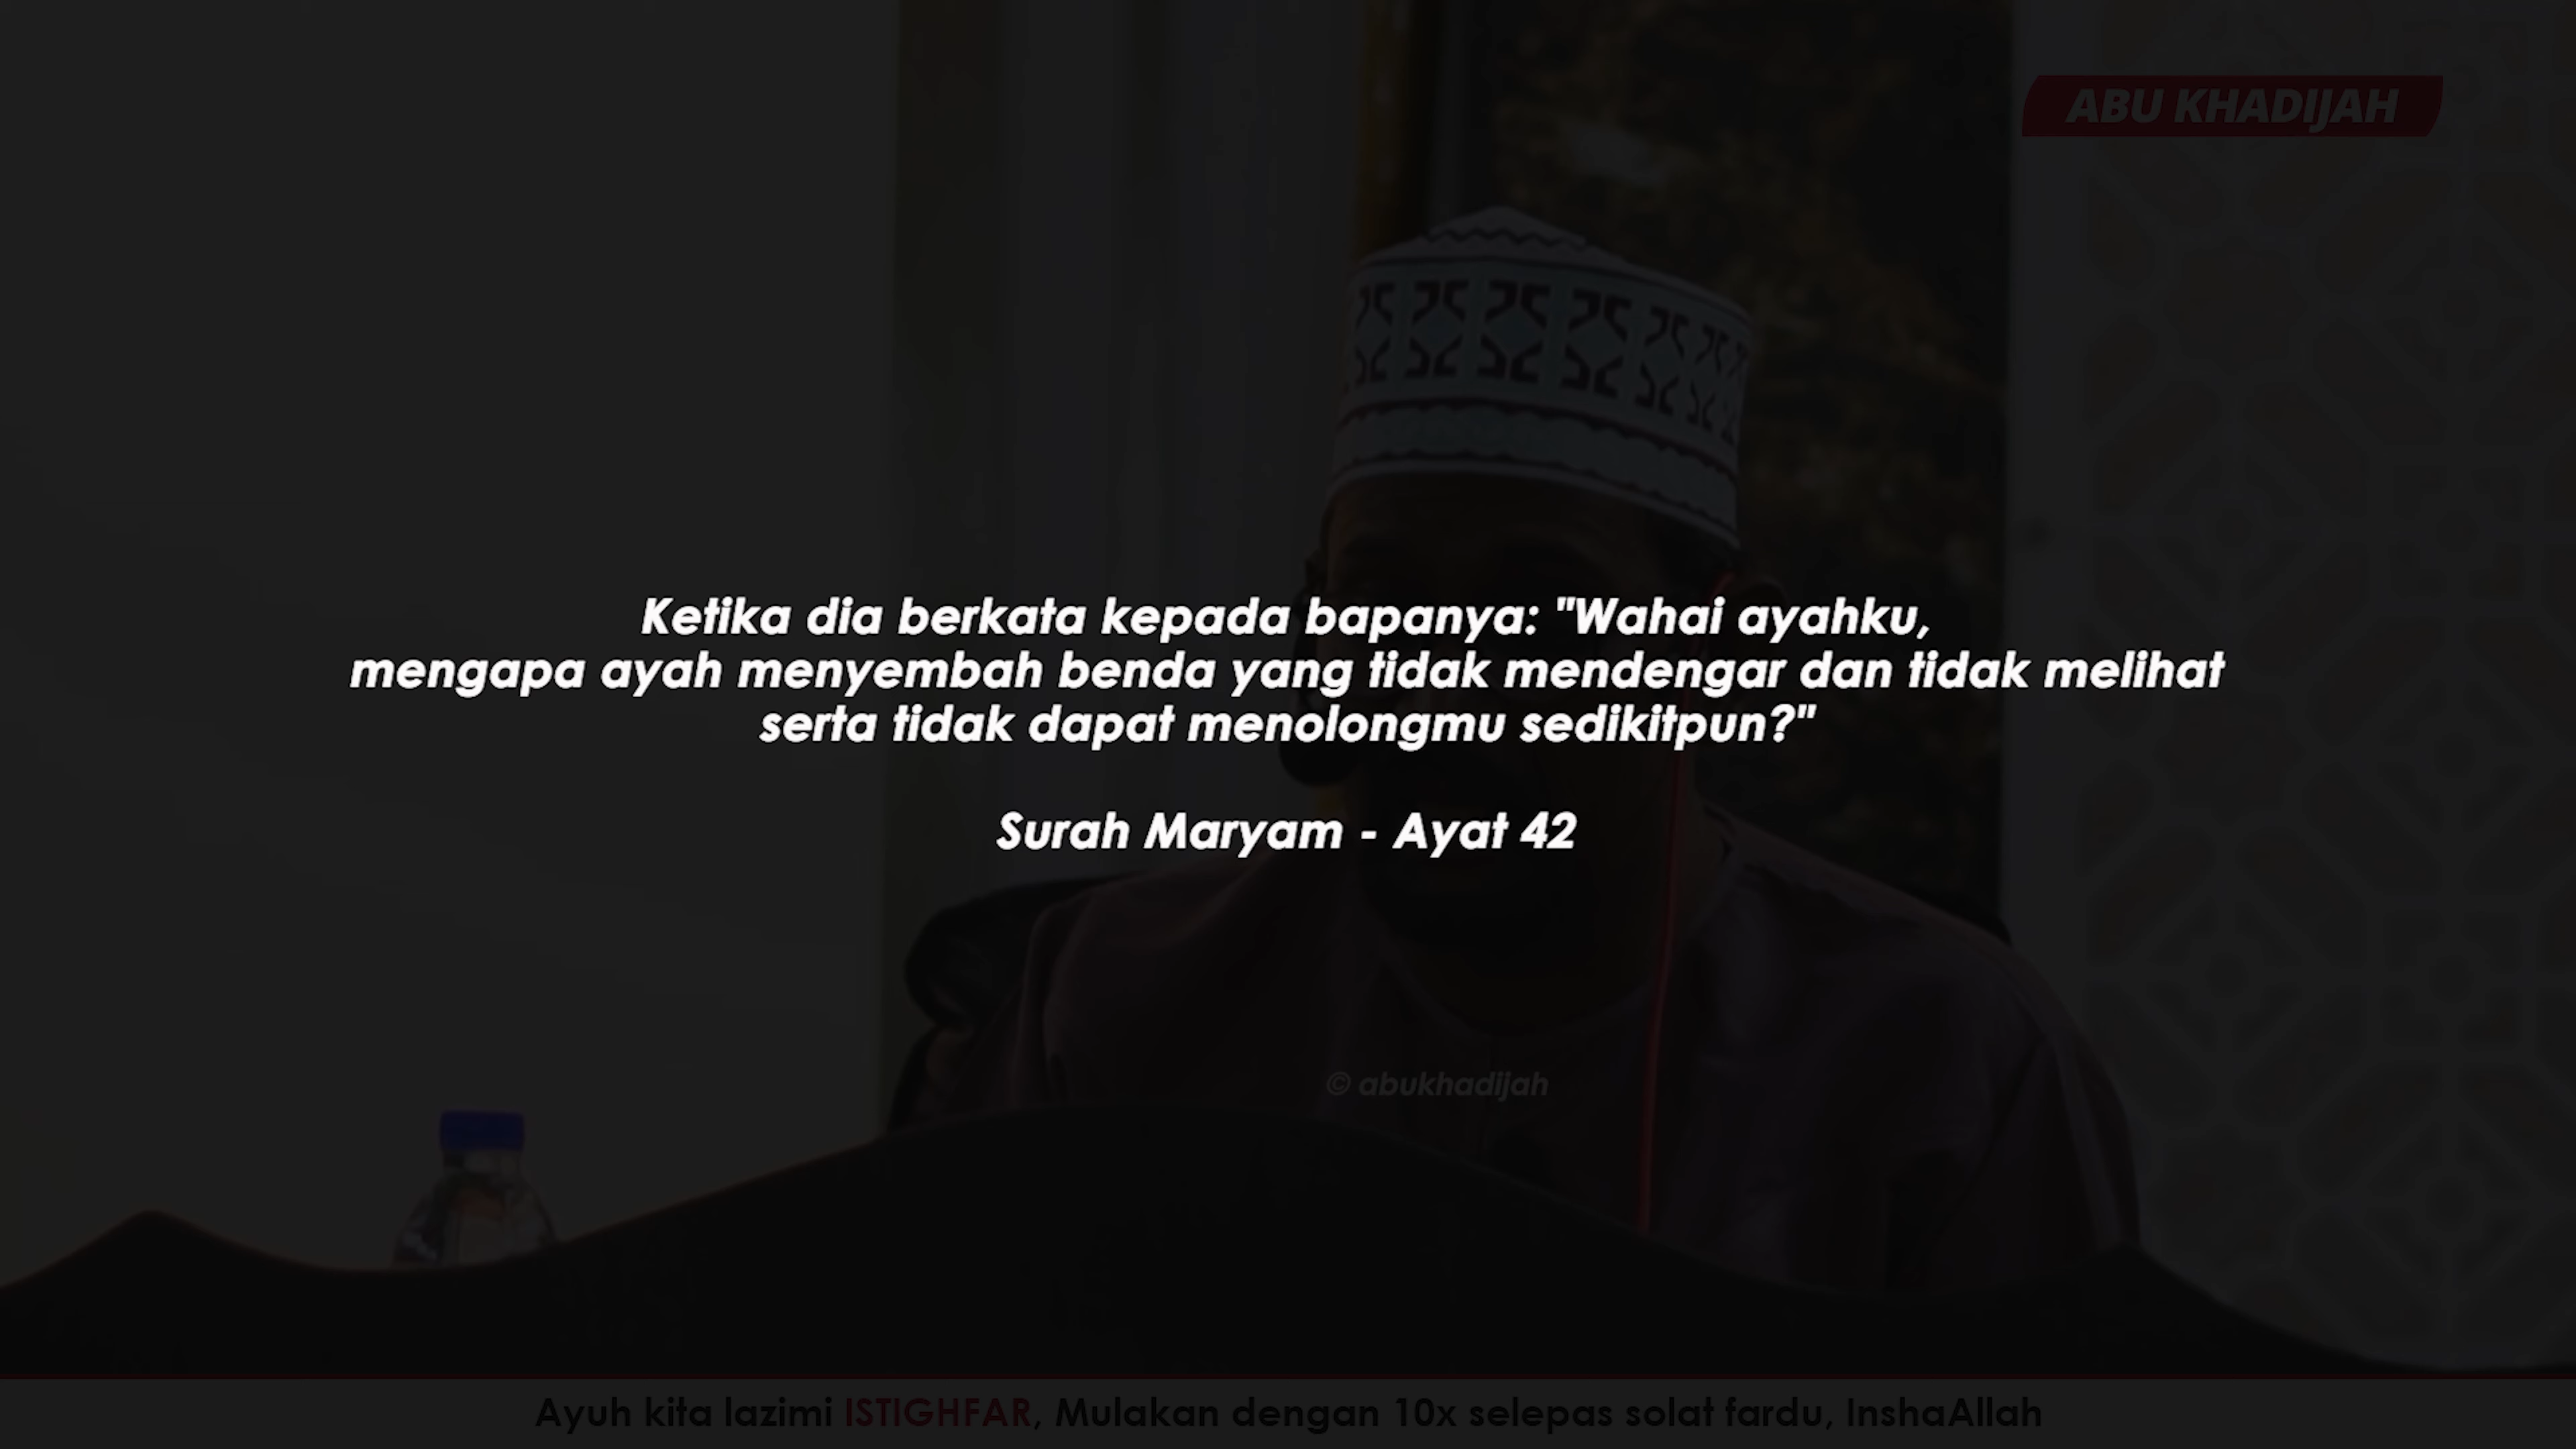 ABU KHADIJAH
Ketika dia berkata kepada bapanya: "Wahai ayahku,
mengapa ayah menyembah benda yang tidak mendengar dan tidak melihat
serta tidak dapat menolongmu sedikitpun?"
Surah Maryam - Ayat 42
© abukhadijah
Ayuh kita lazimi ISTIGHFAR, Mulakan dengan 10x selepas solat fardu, InshaAllah